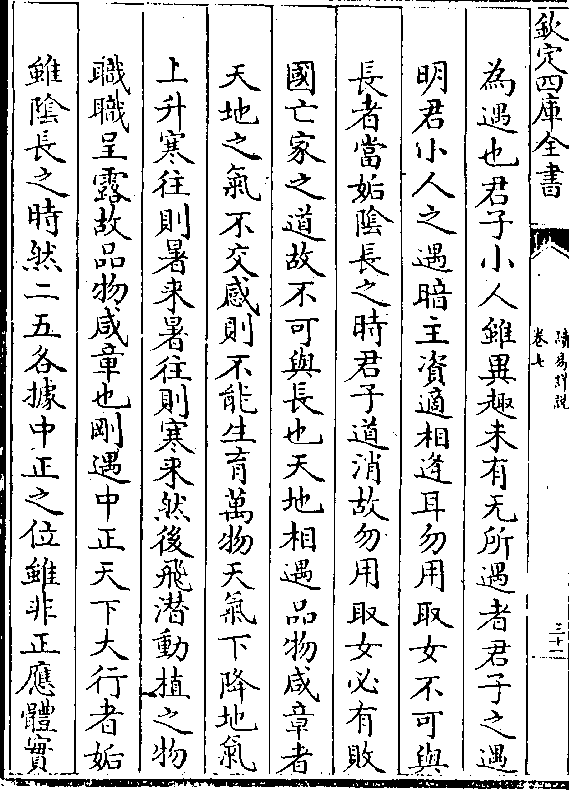 欽定四庫全書
讀易詳說
卷七
三十一
為遇也君子小人雖異趣未有无所遇者君子之遇
明君小人之遇暗主資適相逢耳勿用取女不可與
長者當姤陰長之時君子道消故勿用取女必有敗
國亡家之道故不可與長也天地相遇品物咸章者
天地之氣不交感則不能生育萬物天氣下降地氣
上升寒往則暑来暑往則寒来然後飛潜動植之物
職職呈露故品物咸章也剛遇中正天下大行者姤
雖隂長之時然二五各據中正之位雖非正應體實